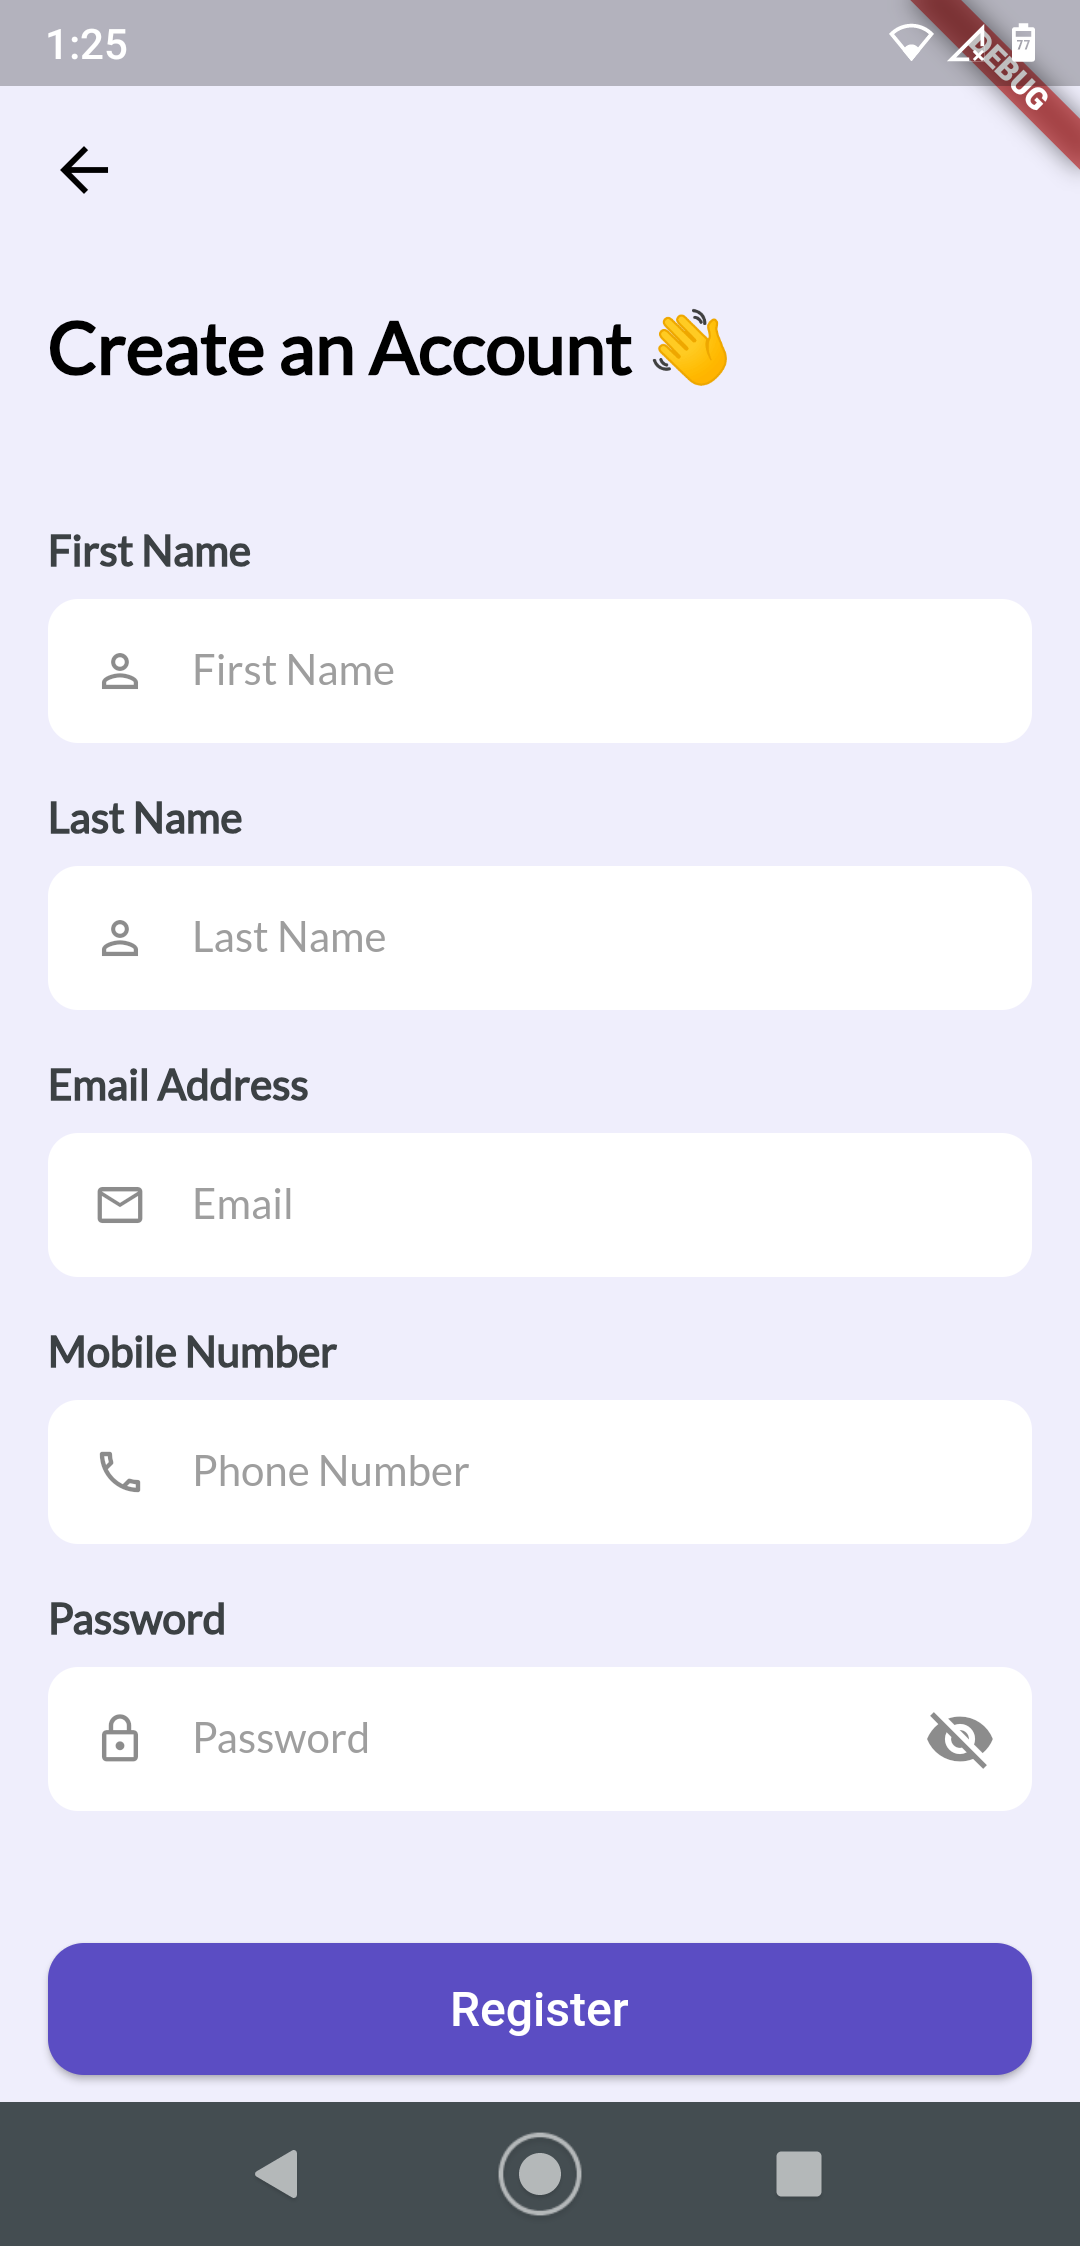 1:25
77
DEBUG
Create an Account 👋
First Name
First Name
Last Name
Last Name
Email Address
Email
Mobile Number
Phone Number
Password
Password
Register